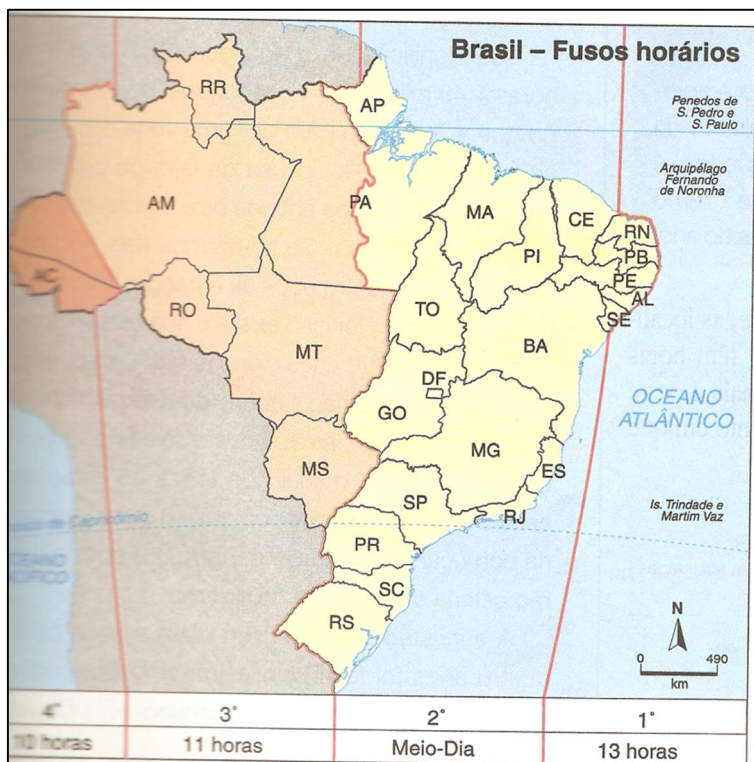 Brasil – Fusos horários
RR
AP
Penedos de
S. Pedro e
S. Paulo
Arquipélago
Fernando
de Noronha
AM
PA
MA
CE
RN
PB
PE
AL
SE
PI
AC
RO
TO
BA
MT
DF
GO
OCEANO
ATLÂNTICO
MG
ES
MS
SP
RJ
Is. Trindade e
Martim Vaz
de Capricórnio
PR
OCEANO
SC
RS
N
0 490
km
4° 3° 2° 1°
10 horas 11 horas Meio-Dia 13 horas